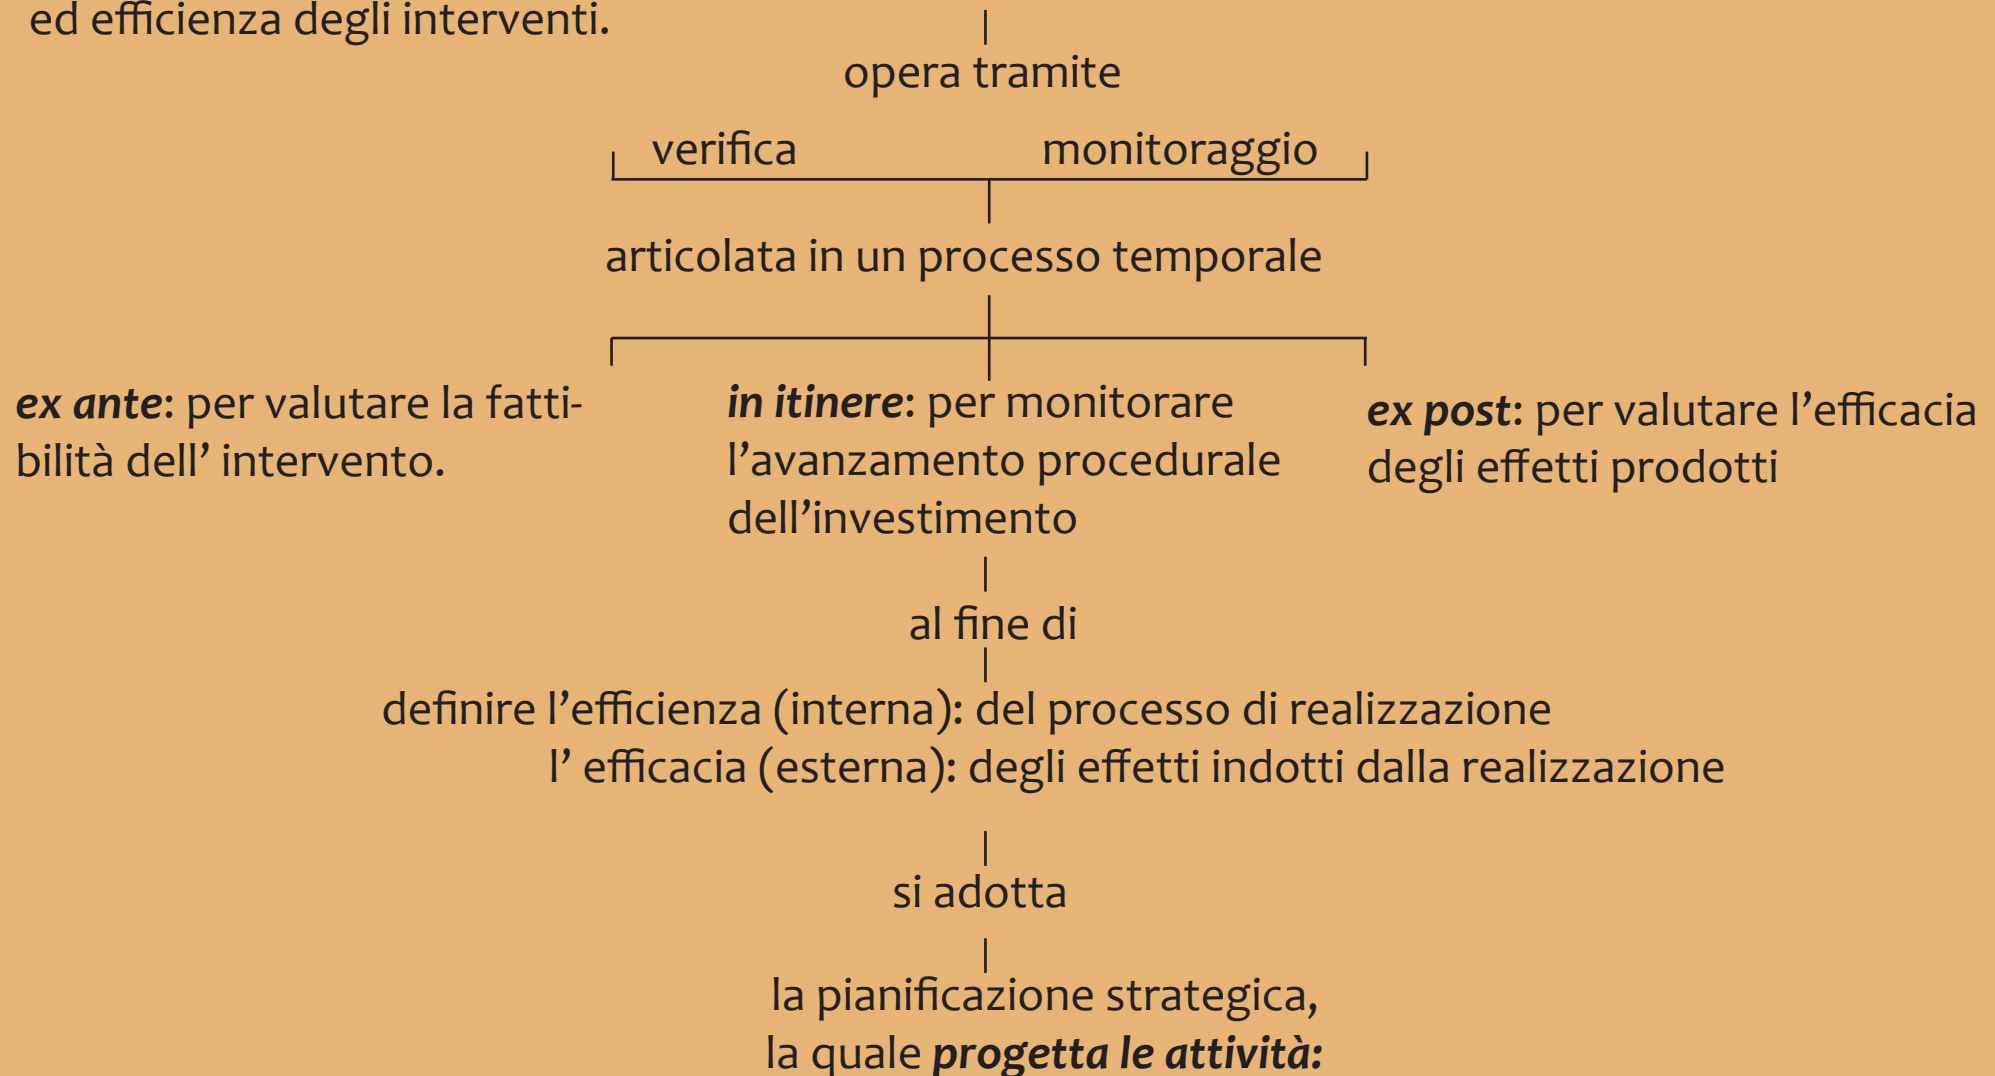 ed efficienza degli interventi.
opera tramite
verifica
monitoraggio
articolata in un processo temporale
ex ante: per valutare la fatti-
bilità dell’ intervento.
in itinere: per monitorare
l’avanzamento procedurale
dell’investimento
ex post: per valutare l’efficacia
degli effetti prodotti
al fine di
definire l’efficienza (interna): del processo di realizzazione
l’ efficacia (esterna): degli effetti indotti dalla realizzazione
si adotta
la pianificazione strategica,
la quale progetta le attività: